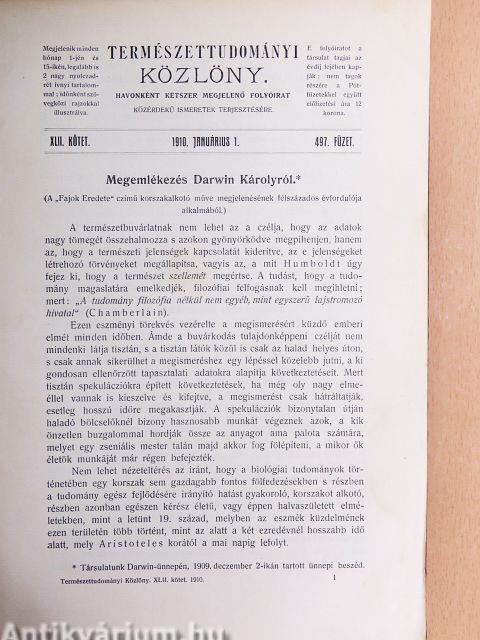 Megjelenik minden
hónap 1-jén és
15-ikén, legalább is
2 nagy nyolczad-
rét ívnyi tartalom-
mal; időnként szö-
vegközi rajzokkal
illusztrálva.
TERMÉSZETTUDOMÁNYI
KÖZLÖNY.
HAVONKÉNT KÉTSZER MEGJELENŐ FOLYÓIRAT
KÖZÉRDEKŰ ISMERETEK TERJESZTÉSÉRE.
E folyóiratot a
társulat tagjai az
évdíj fejében kap-
ják; nem tagok
részére a Pót-
füzetekkel együtt
előfizetési ára 12
korona.
XLII. KÖTET.
1910. JANUÁRIUS 1.
497. FÜZET.
Megemlékezés Darwin Károlyról.*
(A „Fajok Eredete“ czímű korszakalkotó műve megjelenésének félszázados évfordulója
alkalmából.)
A természetbuvárlatnak nem lehet az a czélja, hogy az adatok
nagy tömegét összehalmozza s azokon gyönyörködve megpihenjen, hanem
az, hogy a természeti jelenségek kapcsolatát kiderítve, az e jelenségeket
létrehozó törvényeket megállapítsa, vagyis az, a mit Humboldt úgy
fejez ki, hogy a természet szellemét megértse. A tudást, hogy a tudo-
mány magaslatára emelkedjék, filozófiai felfogásnak kell megihletni;
mert: „A tudomány filozófia nélkül nem egyéb, mint egyszerű lajstromozó
hivatal“ (Chamberlain).
Ezen eszményi törekvés vezérelte a megismerésért küzdő emberi
elmét minden időben. Ámde a buvárkodás tulajdonképpeni czélját nem
mindenki látja tisztán, s a tisztán látók közül is csak az halad helyes úton,
s csak annak sikerülhet a megismeréshez egy lépéssel közelebb jutni, a ki
gondosan ellenőrzött tapasztalati adatokra alapítja következtetéseit. Mert
tisztán spekulácziókra épített következtetések, ha még oly nagy elme-
éllel vannak is kieszelve és kifejtve, a megismerést csak hátráltatják,
esetleg hosszú időre megakasztják. A spekulácziók bizonytalan útján
haladó bölcselőknél bizony hasznosabb munkát végeznek azok, a kik
önzetlen buzgalommal hordják össze az anyagot ama palota számára,
melyet egy zseniális mester talán majd akkor fog fölépíteni, a mikor ők
életök munkáját már régen befejezték.
Nem lehet nézeteltérés az iránt, hogy a biológiai tudományok tör-
ténetében egy korszak sem gazdagabb fontos fölfedezésekben s részben
a tudomány egész fejlődésére irányító hatást gyakoroló, korszakot alkotó,
részben azonban egészen kérész életű, vagy éppen halvaszületett elmé-
letekben, mint a letünt 19. század, melyben az eszmék küzdelmének
ezen területén több történt, mint az alatt a két ezredévnél hosszabb idő
alatt, mely Aristoteles korától a mai napig lefolyt.
* Társulatunk Darwin-ünnepén, 1909. deczember 2-ikán tartott ünnepi beszéd.
Természettudományi Közlöny. XLII. kötet. 1910.
1
Antikvárium.hu